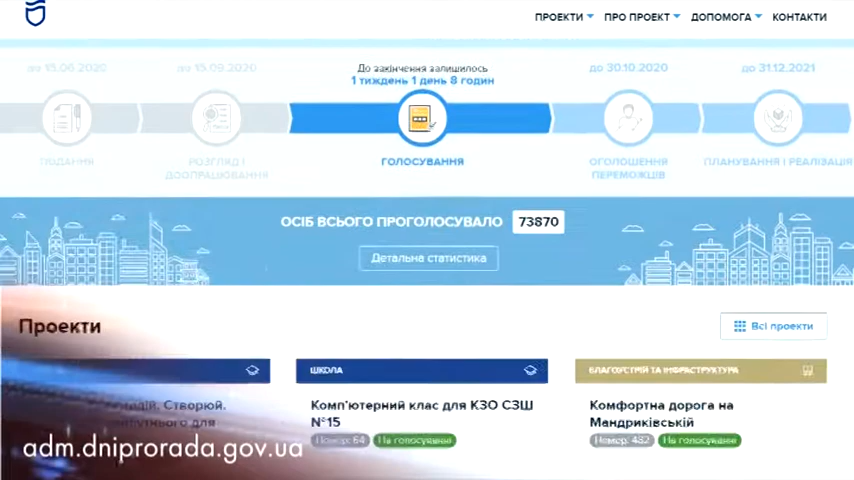 ПРОЕКТИ ПРО ПРОЕКТ ДОПОМОГА КОНТАКТИ
до 15.06.2020
до 15.09.2020
До закінчення залишилось
1 тиждень 1 день 8 годин
до 30.10.2020
до 31.12.2021
ПОДАННЯ
РОЗГЛЯД І
ДООПРАЦЮВАННЯ
ГОЛОСУВАННЯ
ОГОЛОШЕННЯ
ПЕРЕМОЖЦІВ
ПЛАНУВАННЯ І РЕАЛІЗАЦІЯ
ОСІБ ВСЬОГО ПРОГОЛОСУВАЛО 73870
Детальна статистика
Проекти
Всі проекти
ШКОЛА
БЛАГОУСТРІЙ ТА ІНФРАСТРУКТУРА
Створюй.
для
Комп'ютерний клас для КЗО СЗШ
№15
Номер: 64 На голосуванні
Комфортна дорога на
Мандриківській
Номер: 482 На голосуванні
adm.dniprorada.gov.ua